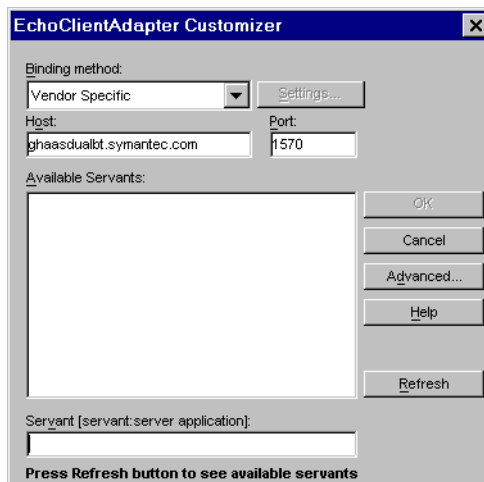 EchoClientAdapter Customizer
Binding method:
Vendor Specific
Settings...
Host:
Port:
ghaasdualbt.symantec.com
1570
Available Servants:
OK
Cancel
Advanced...
Help
Refresh
Servant [servant:server application]:
Press Refresh button to see available servants